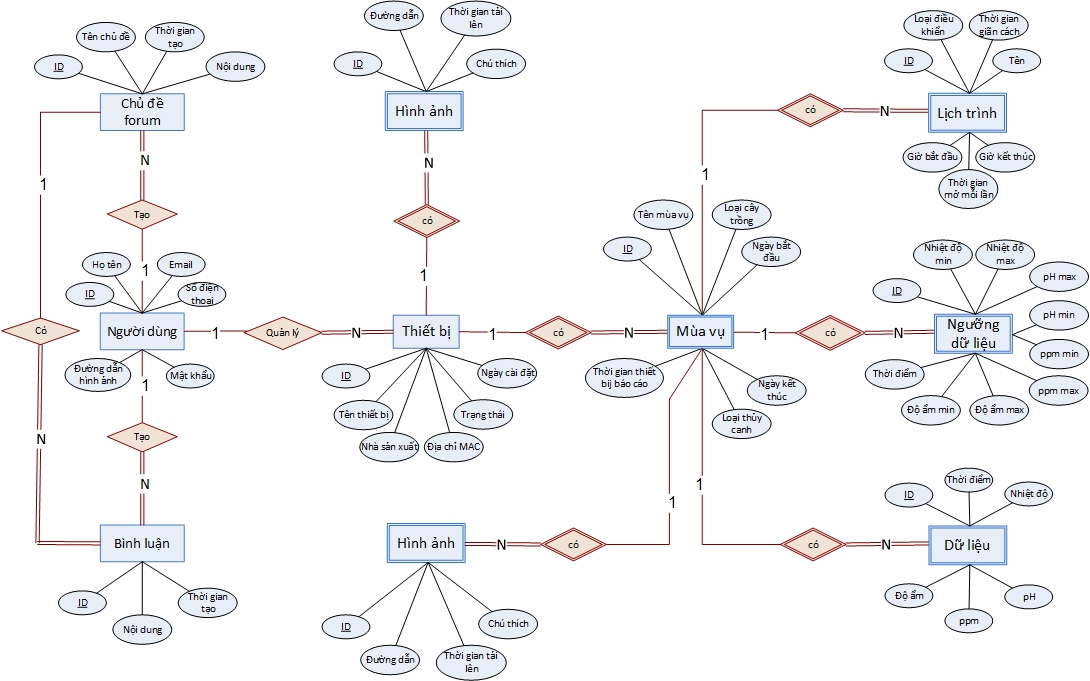 Đường dẫn
Thời gian tải
lên
ID
Chú thích
Hình ảnh
N
có
1
Tên chủ đề
Thời gian
tạo
ID
Nội dung
Chủ đề
forum
N
Tạo
1
1
Có
N
Họ tên
Email
ID
Số điện
thoại
Người dùng
Đường dẫn
hình ảnh
Mật khẩu
1
Tạo
N
Bình luận
ID
Nội dung
Thời gian
tạo
1
Quản lý
N
Thiết bị
ID
Ngày cài đặt
Tên thiết bị
Trạng thái
Nhà sản xuất
Địa chỉ MAC
1
có
N
Tên mùa vụ
Loại cây
trồng
ID
Ngày bắt
đầu
Mùa vụ
Thời gian thiết
bij báo cáo
Ngày kết
thúc
Loại thủy
canh
1
có
N
Hình ảnh
ID
Chú thích
Đường dẫn
Thời gian tải
lên
1
có
N
Loại điều
khiển
Thời gian
giãn cách
ID
Tên
Lịch trình
Giờ bắt đầu
Giờ kết thúc
Thời gian
mở mỗi lần
1
có
N
Nhiệt độ
min
Nhiệt độ
max
pH max
ID
pH min
Ngưỡng
dữ liệu
ppm min
Thời điểm
ppm max
Độ ẩm min
Độ ẩm max
1
có
N
Thời điểm
ID
Nhiệt độ
Dữ liệu
Độ ẩm
pH
ppm